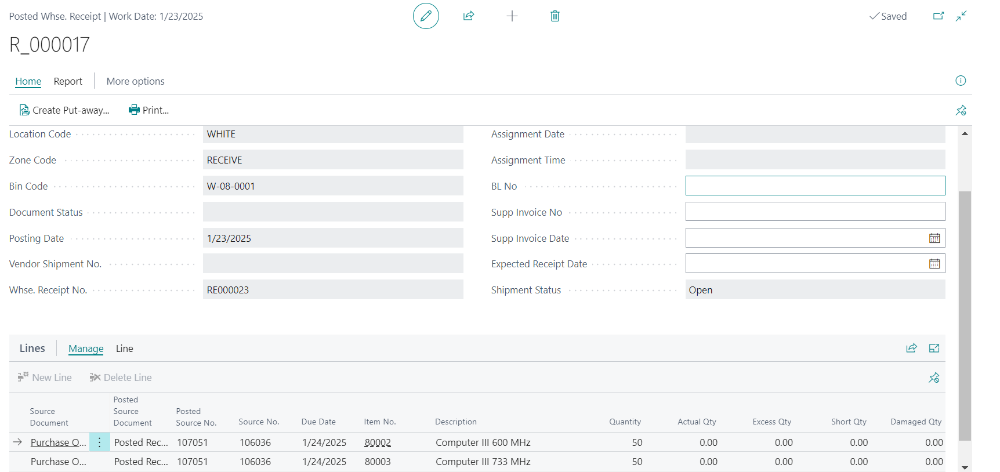 Posted Whse. Receipt | Work Date: 1/23/2025
Saved
R_000017
Home Report More options
Create Put-away... Print...
Location Code WHITE
Zone Code RECEIVE
Bin Code W-08-0001
Document Status
Posting Date 1/23/2025
Vendor Shipment No.
Whse. Receipt No. RE000023
Assignment Date
Assignment Time
BL No
Supp Invoice No
Supp Invoice Date
Expected Receipt Date
Shipment Status Open
Lines Manage Line
New Line Delete Line
Source Document Posted Source Document Posted Source No. Source No. Due Date Item No. Description Quantity Actual Qty Excess Qty Short Qty Damaged Qty
Purchase O... Posted Rec... 107051 106036 1/24/2025 80002 Computer III 600 MHz 50 0.00 0.00 0.00 0.00
Purchase O... Posted Rec... 107051 106036 1/24/2025 80003 Computer III 733 MHz 50 0.00 0.00 0.00 0.00